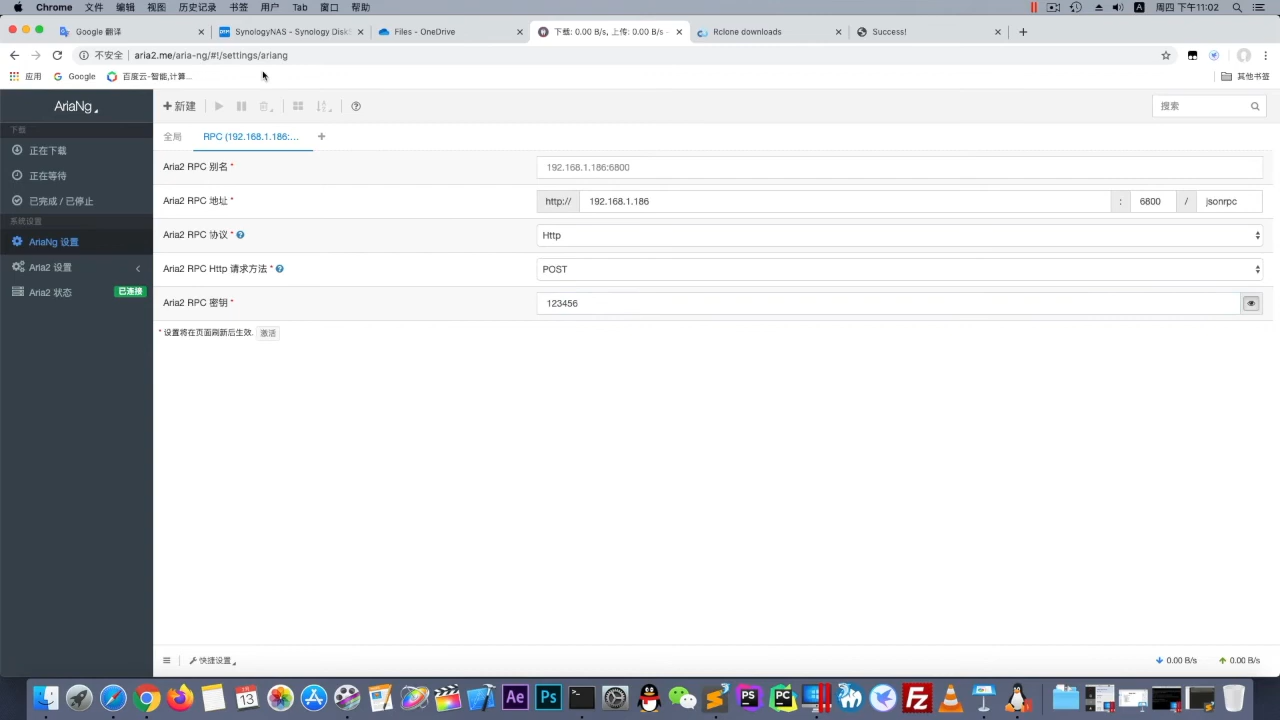 Chrome 文件 编辑 视图 历史记录 书签 用户 Tab 窗口 帮助 周四 下午11:02
Google 翻译 SynologyNAS - Synology Disk Files - OneDrive 下载: 0.00 B/s, 上传: 0.00 B/s - Rclone downloads Success!
不安全 aria2.me/aria-ng/#!/settings/ariang
应用 Google 百度云-智能,计算... 其他书签
AriaNg 新建 搜索
下载
全局 RPC (192.168.1.186:...
正在下载
正在等待
已完成 / 已停止
系统设置
AriaNg 设置
Aria2 设置
Aria2 状态 已连接
Aria2 RPC 别名 * 192.168.1.186:6800
Aria2 RPC 地址 * http:// 192.168.1.186 : 6800 / jsonrpc
Aria2 RPC 协议 * Http
Aria2 RPC Http 请求方法 * POST
Aria2 RPC 密钥 * 123456
* 设置将在页面刷新后生效. 激活
快捷设置 0.00 B/s 0.00 B/s
13 Ae Ps PS PC FZ